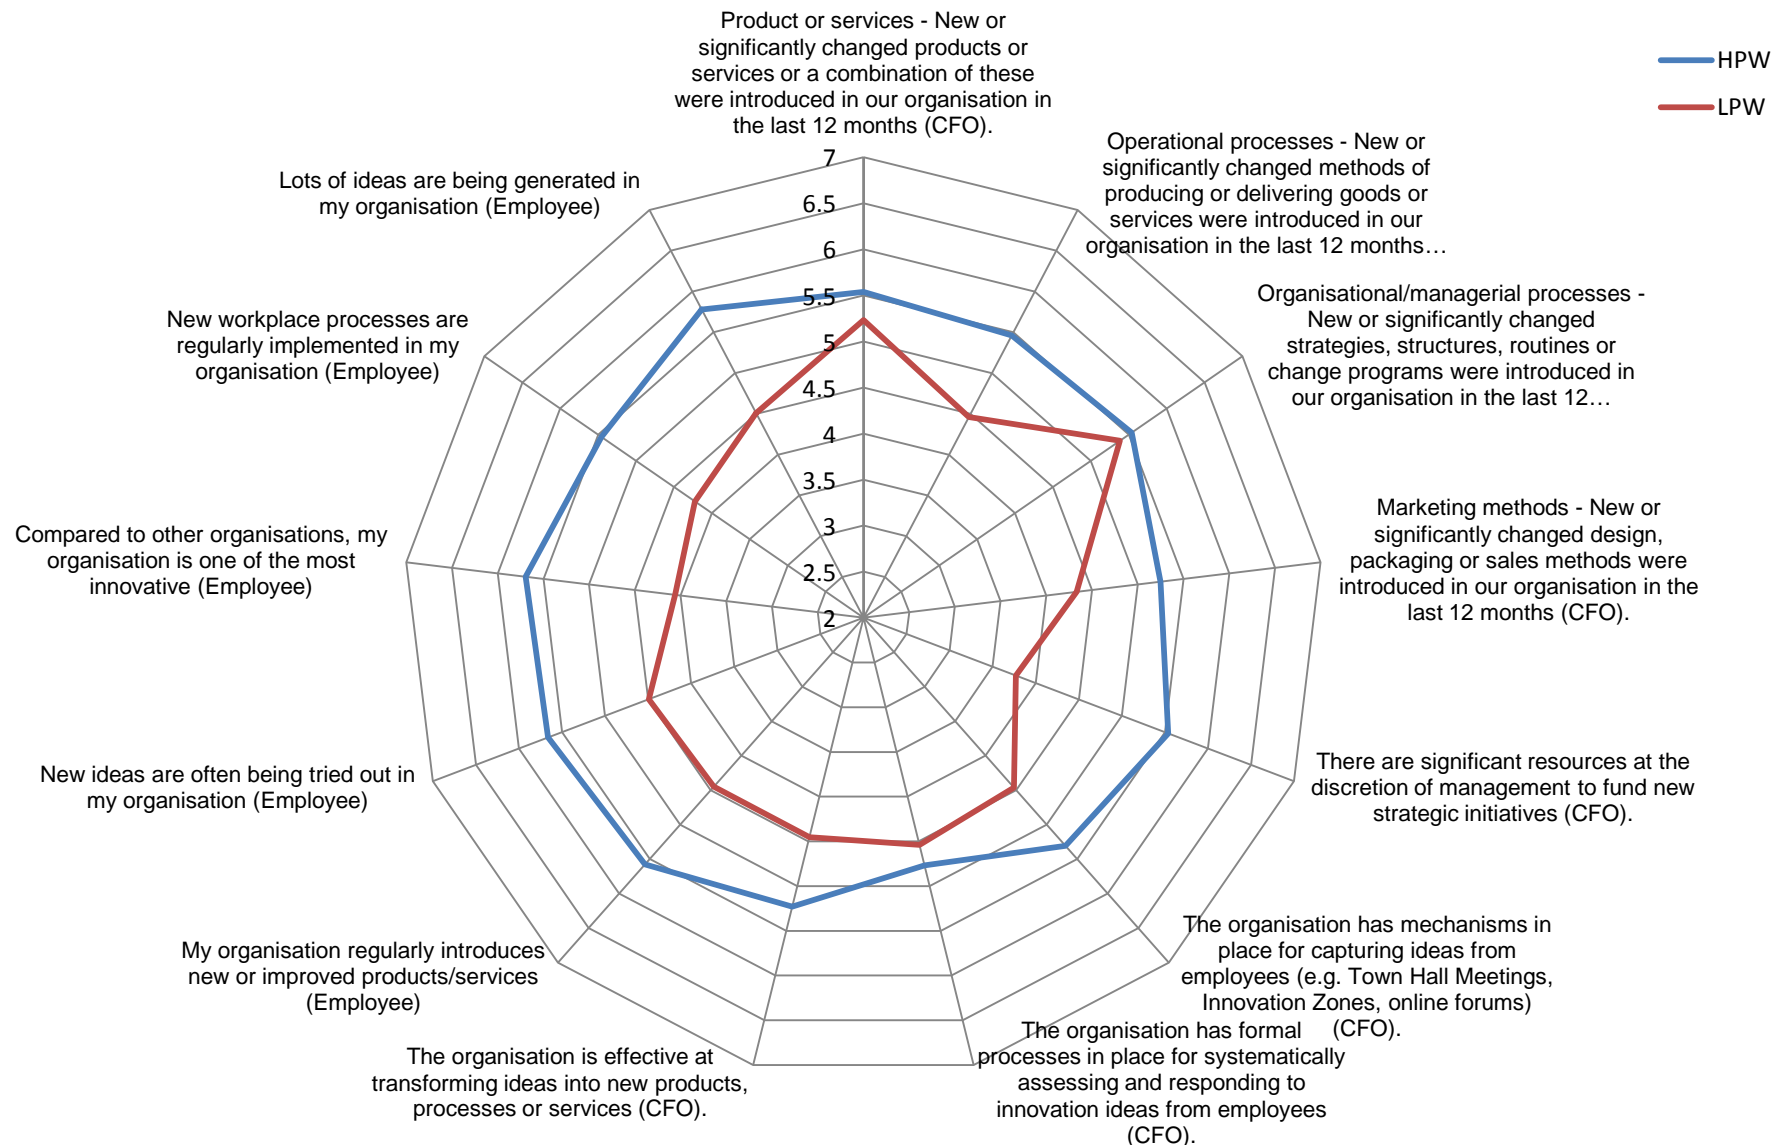 Product or services - New or
significantly changed products or
services or a combination of these
were introduced in our organisation in
the last 12 months (CFO).
HPW
LPW
Operational processes - New or
significantly changed methods of
producing or delivering goods or
services were introduced in our
organisation in the last 12 months…
Organisational/managerial processes -
New or significantly changed
strategies, structures, routines or
change programs were introduced in
our organisation in the last 12…
Marketing methods - New or
significantly changed design,
packaging or sales methods were
introduced in our organisation in the
last 12 months (CFO).
There are significant resources at the
discretion of management to fund new
strategic initiatives (CFO).
The organisation has mechanisms in
place for capturing ideas from
employees (e.g. Town Hall Meetings,
Innovation Zones, online forums)
(CFO).
The organisation has formal
processes in place for systematically
assessing and responding to
innovation ideas from employees
(CFO).
The organisation is effective at
transforming ideas into new products,
processes or services (CFO).
My organisation regularly introduces
new or improved products/services
(Employee)
New ideas are often being tried out in
my organisation (Employee)
Compared to other organisations, my
organisation is one of the most
innovative (Employee)
New workplace processes are
regularly implemented in my
organisation (Employee)
Lots of ideas are being generated in
my organisation (Employee)
7
6.5
6
5.5
5
4.5
4
3.5
3
2.5
2